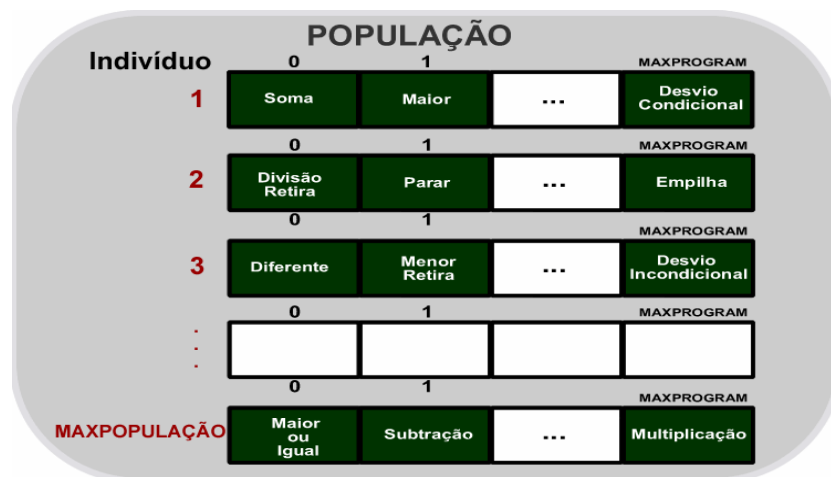 POPULAÇÃO
Indivíduo 0 1 MAXPROGRAM
1 Soma Maior ... Desvio
Condicional
0 1 MAXPROGRAM
2 Divisão
Retira Parar ... Empilha
0 1 MAXPROGRAM
3 Diferente Menor
Retira ... Desvio
Incondicional
0 1 MAXPROGRAM
.
.
.
0 1 MAXPROGRAM
MAXPOPULAÇÃO Maior
ou
Igual Subtração ... Multiplicação